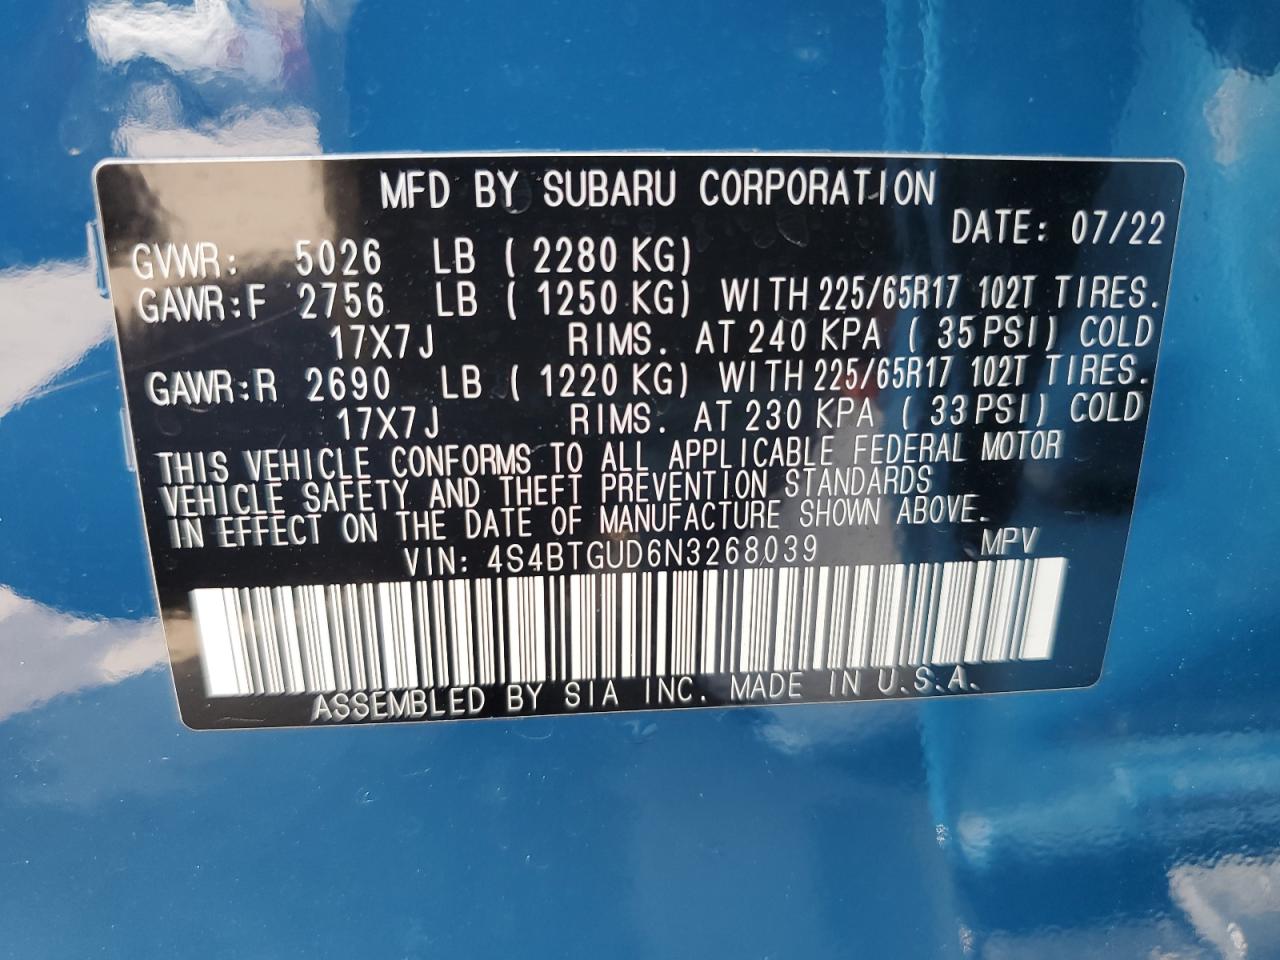 MFD BY SUBARU CORPORATION
DATE: 07/22
GVWR: 5026 LB ( 2280 KG)
GAWR:F 2756 LB ( 1250 KG) WITH 225/65R17 102T TIRES.
17X7J RIMS. AT 240 KPA ( 35 PSI) COLD
GAWR:R 2690 LB ( 1220 KG) WITH 225/65R17 102T TIRES.
17X7J RIMS. AT 230 KPA ( 33 PSI) COLD
THIS VEHICLE CONFORMS TO ALL APPLICABLE FEDERAL MOTOR
VEHICLE SAFETY AND THEFT PREVENTION STANDARDS
IN EFFECT ON THE DATE OF MANUFACTURE SHOWN ABOVE.
VIN: 4S4BTGUD6N3268039 MPV
ASSEMBLED BY SIA INC. MADE IN U.S.A.